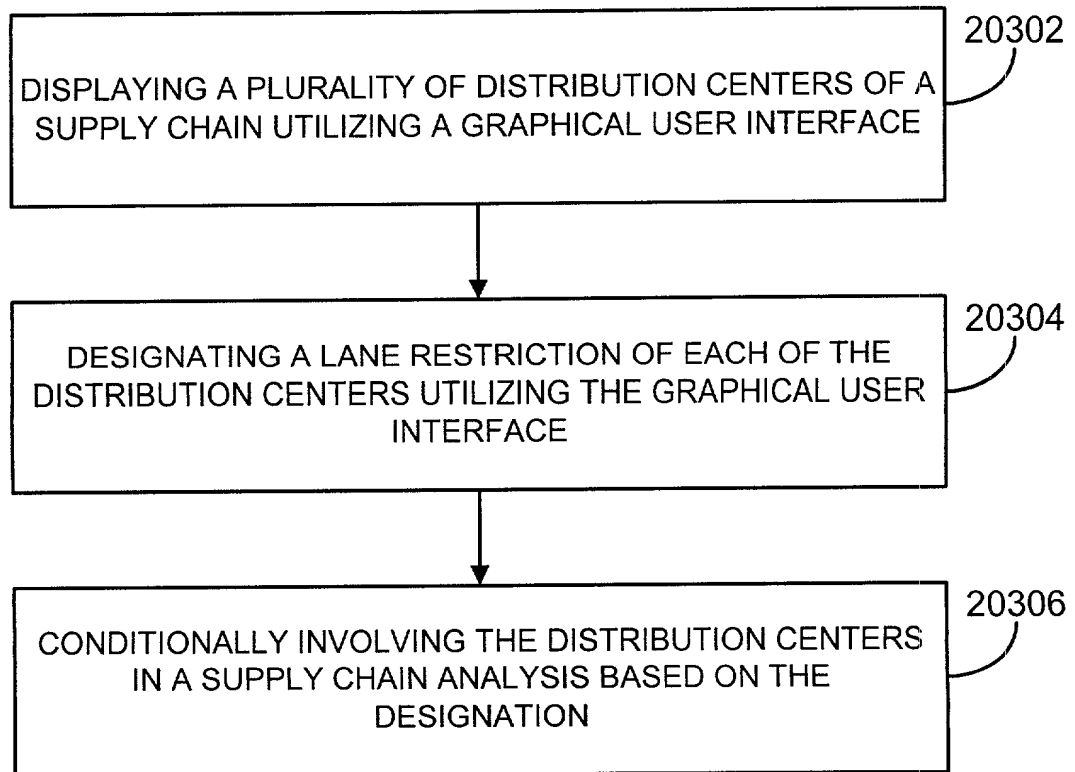 20302
DISPLAYING A PLURALITY OF DISTRIBUTION CENTERS OF A
SUPPLY CHAIN UTILIZING A GRAPHICAL USER INTERFACE
20304
DESIGNATING A LANE RESTRICTION OF EACH OF THE
DISTRIBUTION CENTERS UTILIZING THE GRAPHICAL USER
INTERFACE
20306
CONDITIONALLY INVOLVING THE DISTRIBUTION CENTERS
IN A SUPPLY CHAIN ANALYSIS BASED ON THE
DESIGNATION